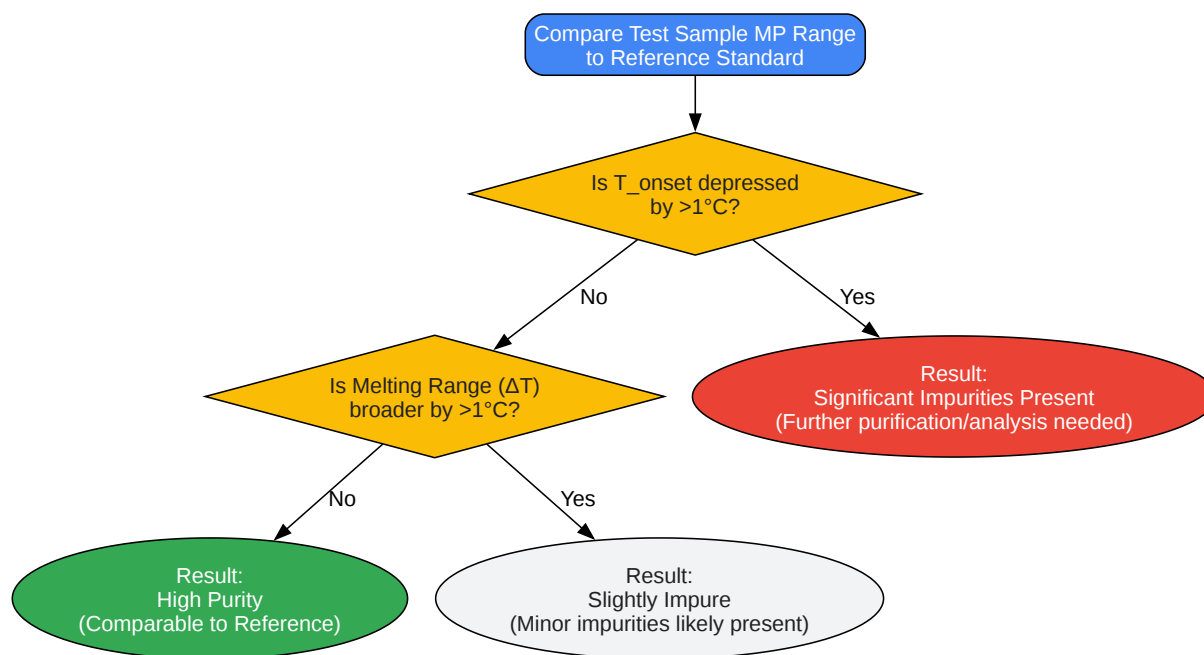 Compare Test Sample MP Range
to Reference Standard
Is T_onset depressed
by >1°C?
No
Yes
Is Melting Range (ΔT)
broader by >1°C?
Result:
Significant Impurities Present
(Further purification/analysis needed)
No
Yes
Result:
High Purity
(Comparable to Reference)
Result:
Slightly Impure
(Minor impurities likely present)